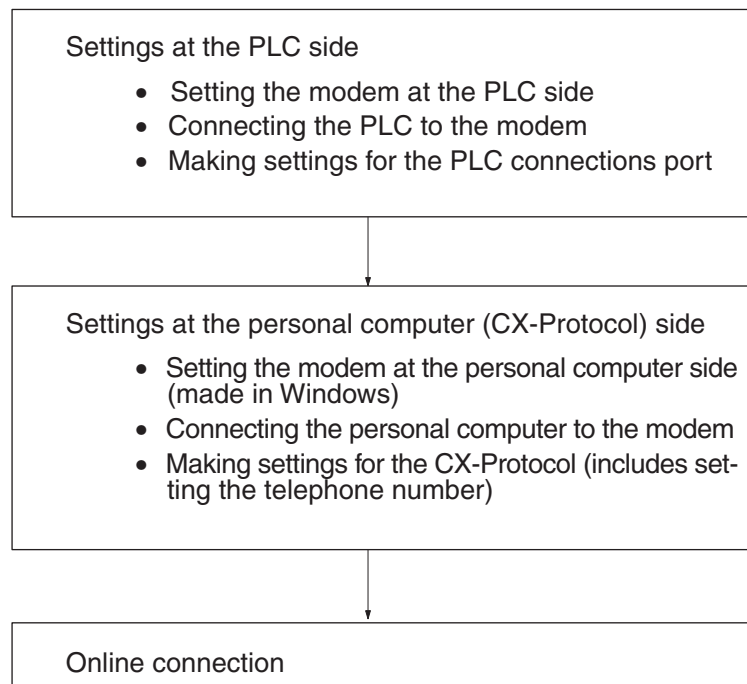 Settings at the PLC side
• Setting the modem at the PLC side
• Connecting the PLC to the modem
• Making settings for the PLC connections port
Settings at the personal computer (CX-Protocol) side
• Setting the modem at the personal computer side
(made in Windows)
• Connecting the personal computer to the modem
• Making settings for the CX-Protocol (includes set-
ting the telephone number)
Online connection